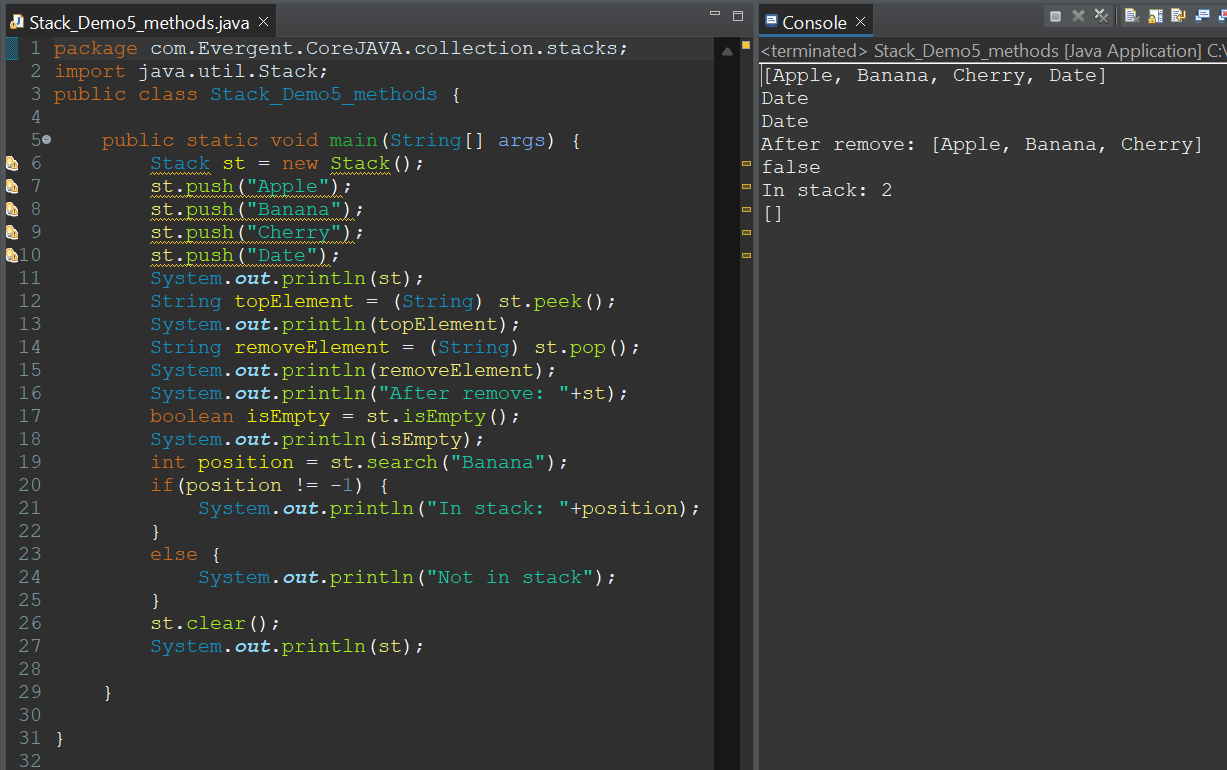 Stack_Demo5_methods.java
1 package com.Evergent.CoreJAVA.collection.stacks;
2 import java.util.Stack;
3 public class Stack_Demo5_methods {
4
5 public static void main(String[] args) {
6 Stack st = new Stack();
7 st.push("Apple");
8 st.push("Banana");
9 st.push("Cherry");
10 st.push("Date");
11 System.out.println(st);
12 String topElement = (String) st.peek();
13 System.out.println(topElement);
14 String removeElement = (String) st.pop();
15 System.out.println(removeElement);
16 System.out.println("After remove: "+st);
17 boolean isEmpty = st.isEmpty();
18 System.out.println(isEmpty);
19 int position = st.search("Banana");
20 if(position != -1) {
21 System.out.println("In stack: "+position);
22 }
23 else {
24 System.out.println("Not in stack");
25 }
26 st.clear();
27 System.out.println(st);
28
29 }
30
31 }
32
Console
<terminated> Stack_Demo5_methods [Java Application] C:\
[Apple, Banana, Cherry, Date]
Date
Date
After remove: [Apple, Banana, Cherry]
false
In stack: 2
[]